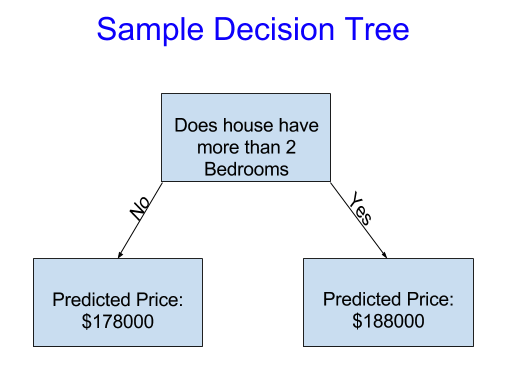 Sample Decision Tree
Does house have
more than 2
Bedrooms
No
Yes
Predicted Price:
$178000
Predicted Price:
$188000